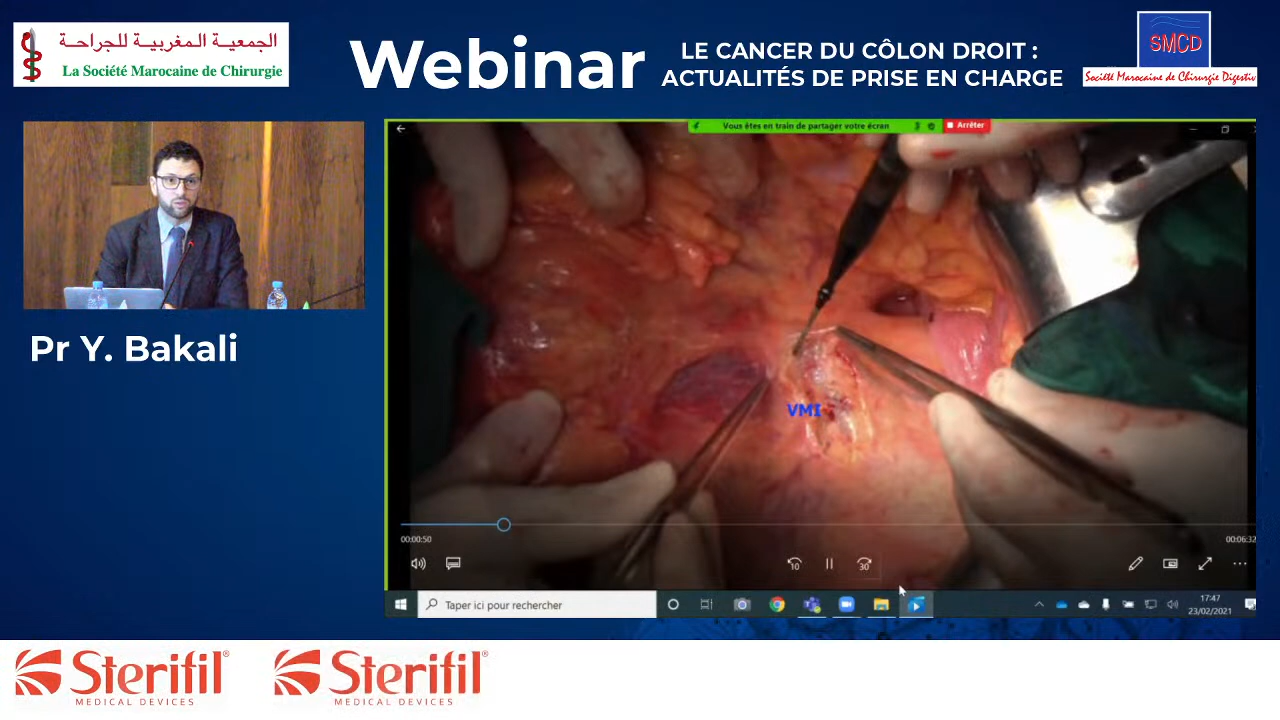 الجمعية المغربية للجراحة
La Société Marocaine de Chirurgie
Webinar
LE CANCER DU CÔLON DROIT :
ACTUALITÉS DE PRISE EN CHARGE
SMCD
Société Marocaine de Chirurgie Digestiv
Vous êtes en train de partager votre écran
Arrêter
Pr Y. Bakali
VMI
00:00:50
00:06:32
10
30
Taper ici pour rechercher
17:47
23/02/2021
Sterifil®
MEDICAL DEVICES
Sterifil®
MEDICAL DEVICES